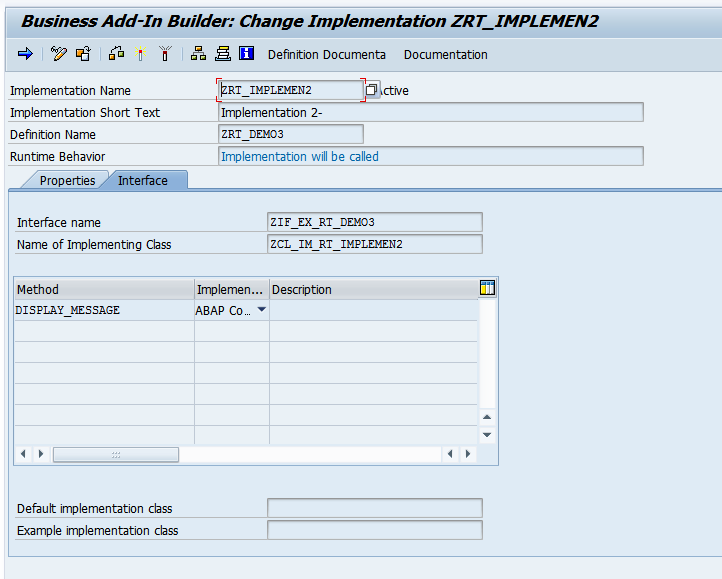 Business Add-In Builder: Change Implementation ZRT_IMPLEMEN2
Definition Documenta Documentation
Implementation Name ZRT_IMPLEMEN2 Active
Implementation Short Text Implementation 2-
Definition Name ZRT_DEMO3
Runtime Behavior Implementation will be called
Properties Interface
Interface name ZIF_EX_RT_DEMO3
Name of Implementing Class ZCL_IM_RT_IMPLEMEN2
Method Implemen... Description
DISPLAY_MESSAGE ABAP Co...
Default implementation class
Example implementation class